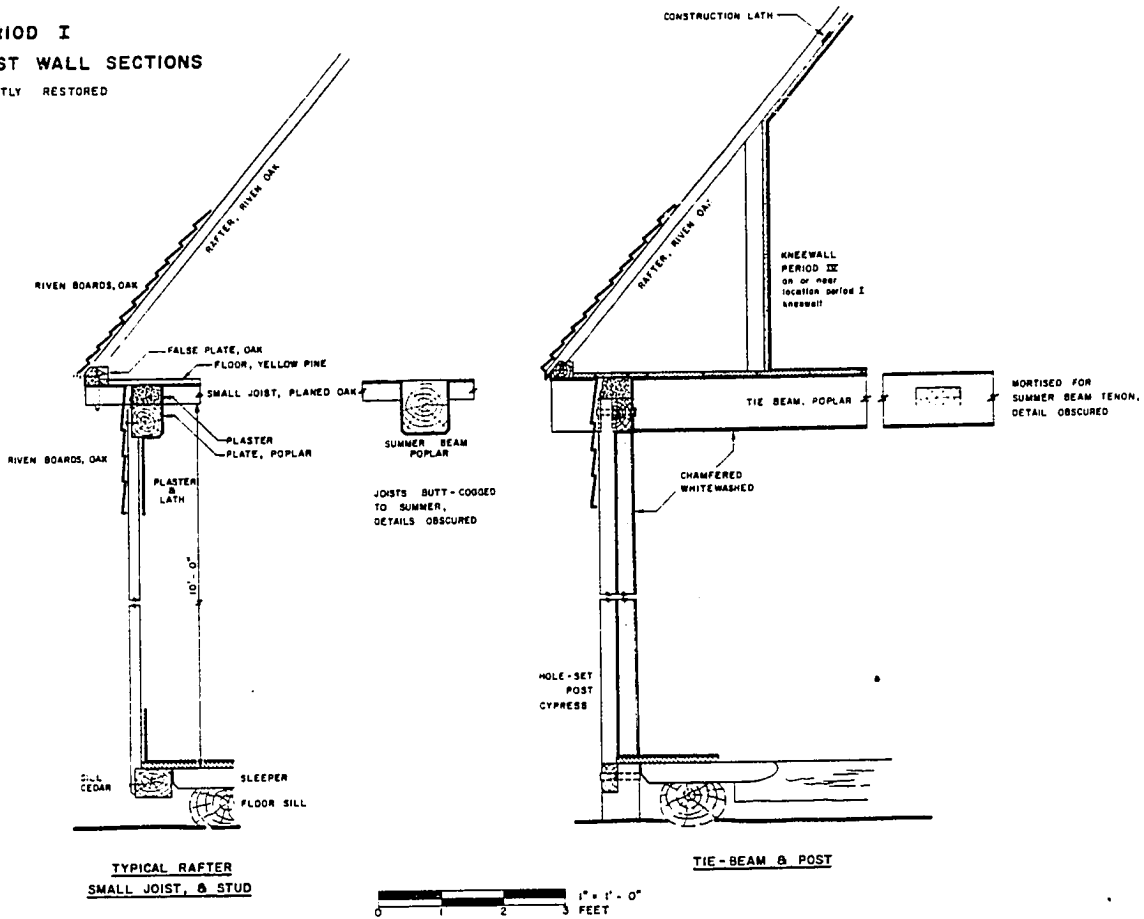 RIOD I
ST WALL SECTIONS
TLY RESTORED
RIVEN BOARDS, OAK
RAFTER, RIVEN OAK
FALSE PLATE, OAK
FLOOR, YELLOW PINE
SMALL JOIST, PLANED OAK
PLASTER
PLATE, POPLAR
RIVEN BOARDS, OAK
PLASTER
&
LATH
10'-0"
SUMMER BEAM
POPLAR
JOISTS BUTT-COGGED
TO SUMMER,
DETAILS OBSCURED
SILL
CEDAR
SLEEPER
FLOOR SILL
TYPICAL RAFTER
SMALL JOIST, & STUD
CONSTRUCTION LATH
RAFTER, RIVEN OAK
KNEEWALL
PERIOD IV
on or near
location period I
kneewall
TIE BEAM, POPLAR
MORTISED FOR
SUMMER BEAM TENON,
DETAIL OBSCURED
CHAMFERED
WHITEWASHED
HOLE-SET
POST
CYPRESS
TIE-BEAM & POST
0 1 2 3
1" = 1'-0"
FEET